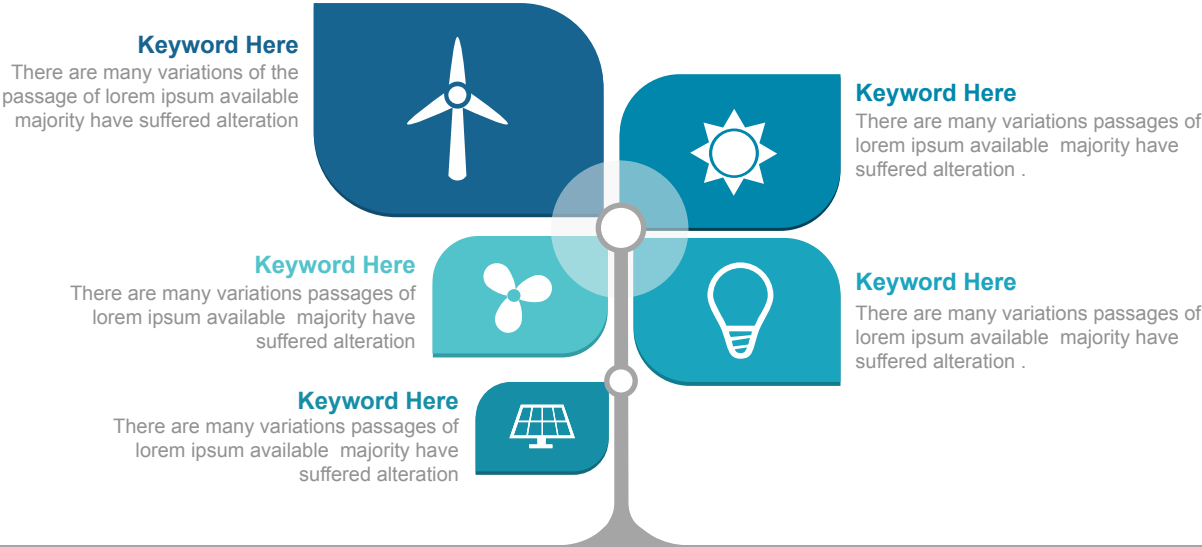 Keyword Here
There are many variations of the
passage of lorem ipsum available
majority have suffered alteration
Keyword Here
There are many variations passages of
lorem ipsum available  majority have
suffered alteration .
Keyword Here
There are many variations passages of
lorem ipsum available  majority have
suffered alteration
Keyword Here
There are many variations passages of
lorem ipsum available  majority have
suffered alteration .
Keyword Here
There are many variations passages of
lorem ipsum available  majority have
suffered alteration